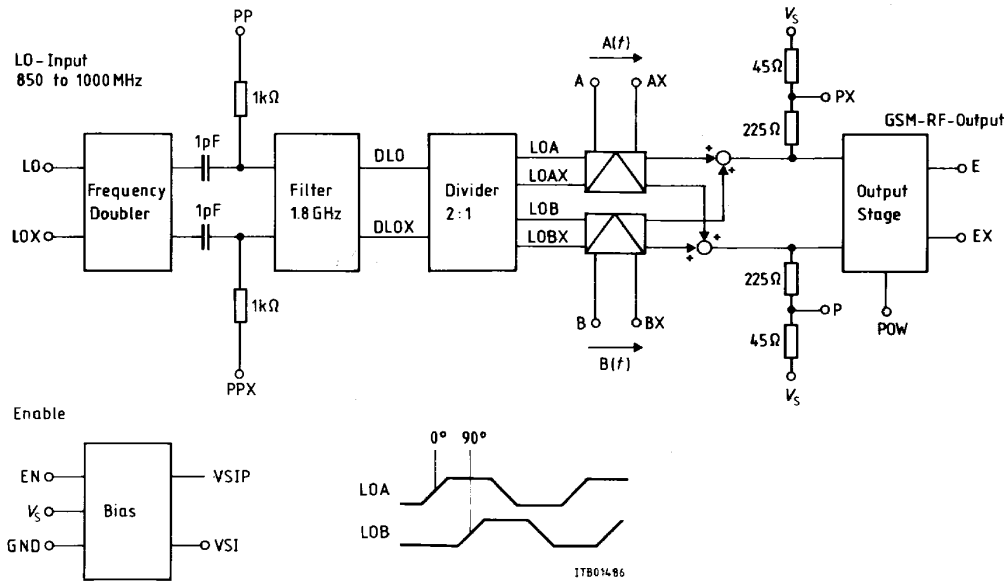 PP
LO-Input
850 to 1000 MHz
1kΩ
1pF
LO
LOX
Frequency
Doubler
1pF
1kΩ
PPX
Filter
1.8 GHz
DLO
DLOX
Divider
2:1
LOA
LOAX
LOB
LOBX
A(t)
A
AX
+
+
+
+
B
BX
B(t)
Vs
45Ω
PX
225Ω
GSM-RF-Output
Output
Stage
E
EX
POW
225Ω
P
45Ω
Vs
Enable
EN
Vs
GND
Bias
VSIP
VSI
0° 90°
LOA
LOB
ITB01486